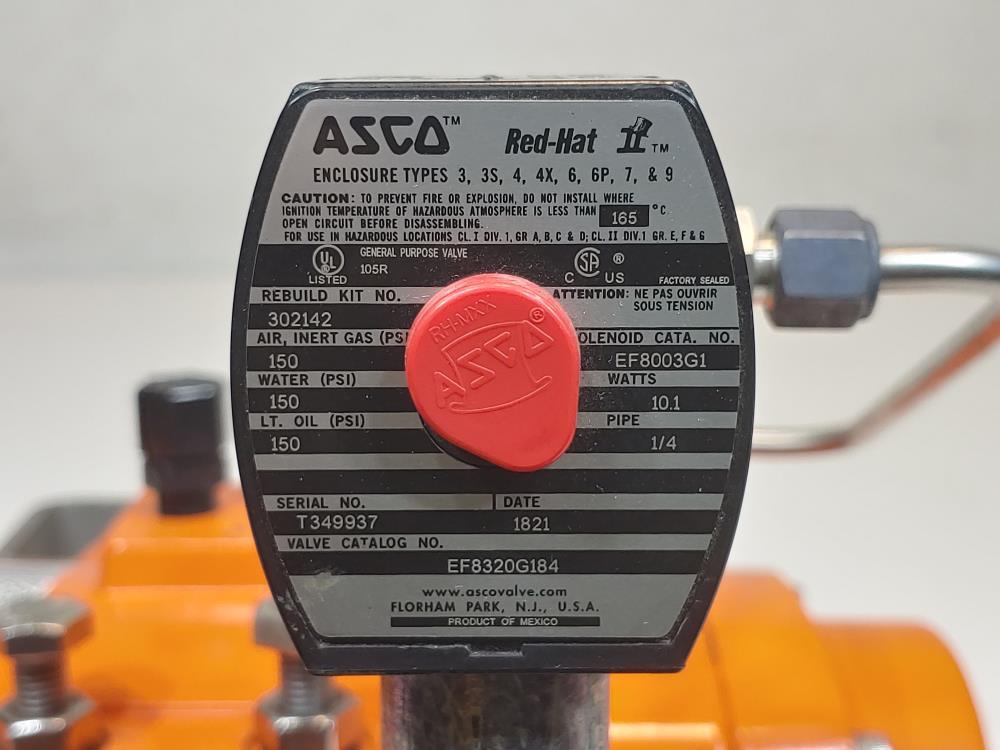 ASCO™ Red-Hat II™
ENCLOSURE TYPES 3, 3S, 4, 4X, 6, 6P, 7, & 9
CAUTION: TO PREVENT FIRE OR EXPLOSION, DO NOT INSTALL WHERE
IGNITION TEMPERATURE OF HAZARDOUS ATMOSPHERE IS LESS THAN 165 °C
OPEN CIRCUIT BEFORE DISASSEMBLING.
FOR USE IN HAZARDOUS LOCATIONS CL. I DIV. 1, GR A, B, C & D; CL. II DIV.1 GR. E, F & G
UL LISTED GENERAL PURPOSE VALVE 105R C SA ® C US FACTORY SEALED
REBUILD KIT NO. ATTENTION: NE PAS OUVRIR
302142 SOUS TENSION
AIR, INERT GAS (PSI OLENOID CATA. NO.
150 EF8003G1
WATER (PSI) WATTS
150 10.1
LT. OIL (PSI) PIPE
150 1/4
RH-MXX
ASCO®
SERIAL NO. DATE
T349937 1821
VALVE CATALOG NO.
EF8320G184
www.ascovalve.com
FLORHAM PARK, N.J., U.S.A.
PRODUCT OF MEXICO